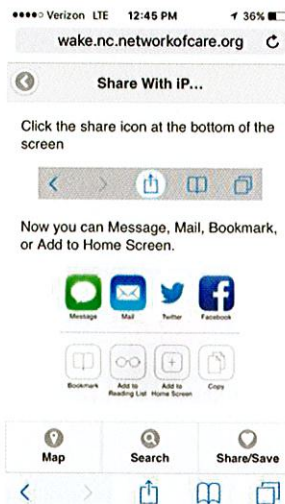 Verizon LTE 12:45 PM 36%
wake.nc.networkofcare.org
Share With iP...
Click the share icon at the bottom of the
screen
Now you can Message, Mail, Bookmark,
or Add to Home Screen.
Message Mail Twitter Facebook
Bookmark Add to Reading List Add to Home Screen Copy
Map Search Share/Save